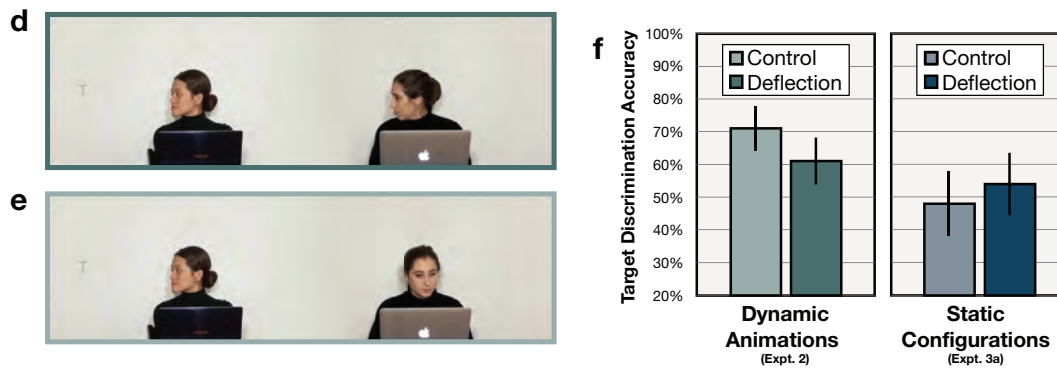 d
T
e
T
f
Target Discrimination Accuracy
100%
90%
80%
70%
60%
50%
40%
30%
20%
Control
Deflection
Dynamic
Animations
(Expt. 2)
Control
Deflection
Static
Configurations
(Expt. 3a)